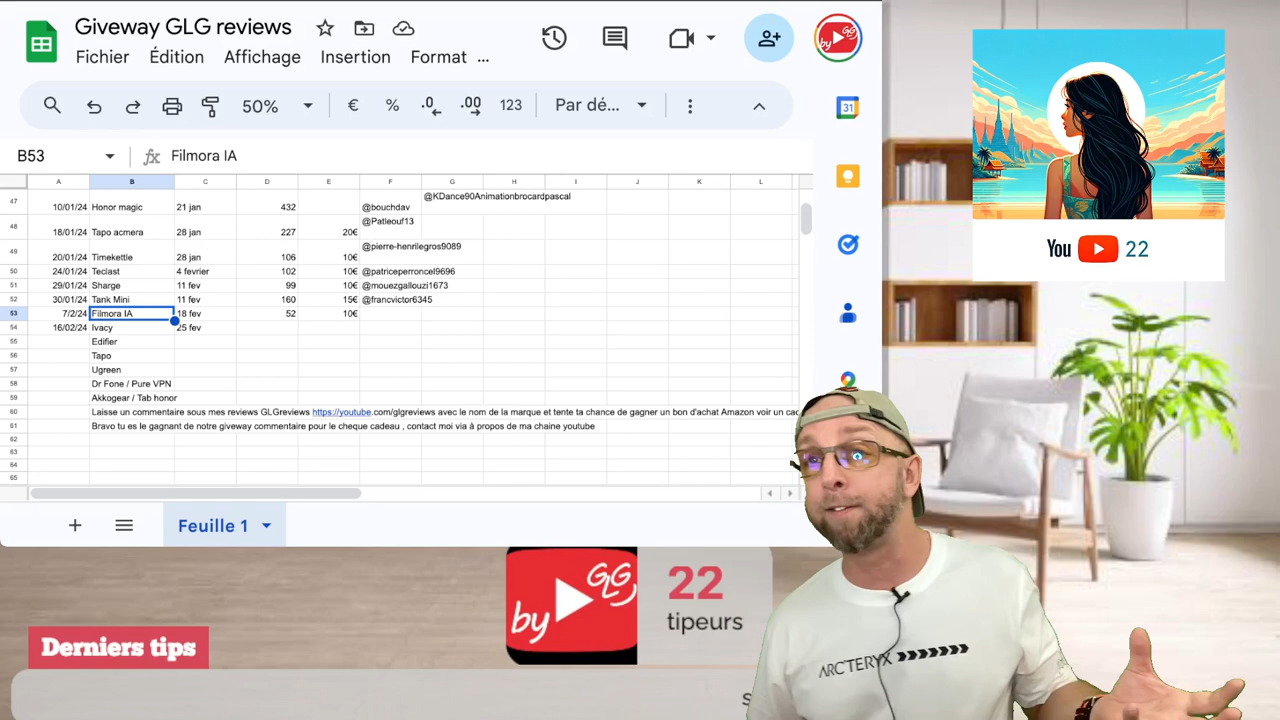 Giveway GLG reviews
Fichier Édition Affichage Insertion Format ...
50% € % .0 .00 123 Par dé...
31
B53 fx Filmora IA
A B C D E F G H I J K L
47 10/01/24 Honor magic 21 jan 432 @bouchdav @KDance90Animationbrocardpascal
48 18/01/24 Tapo acmera 28 jan 227 20€ @Patleouf13
49 20/01/24 Timekettle 28 jan 106 10€ @pierre-henrilegros9089
50 24/01/24 Teclast 4 fevrier 102 10€ @patriceperroncel9696
51 29/01/24 Sharge 11 fev 99 10€ @mouezgallouzi1673
52 30/01/24 Tank Mini 11 fev 160 15€ @francvictor6345
53 7/2/24 Filmora IA 18 fev 52 10€
54 16/02/24 Ivacy 25 fev
55 Edifier
56 Tapo
57 Ugreen
58 Dr Fone / Pure VPN
59 Akkogear / Tab honor
60 Laisse un commentaire sous mes reviews GLGreviews https://youtube.com/glgreviews avec le nom de la marque et tente ta chance de gagner un bon d'achat Amazon voir un cad
61 Bravo tu es le gagnant de notre giveway commentaire pour le cheque cadeau , contact moi via à propos de ma chaine youtube
62
63
64
65
Feuille 1
by GLG
You 22
by GLG
22
tipeurs
Derniers tips
s
ARC'TERYX